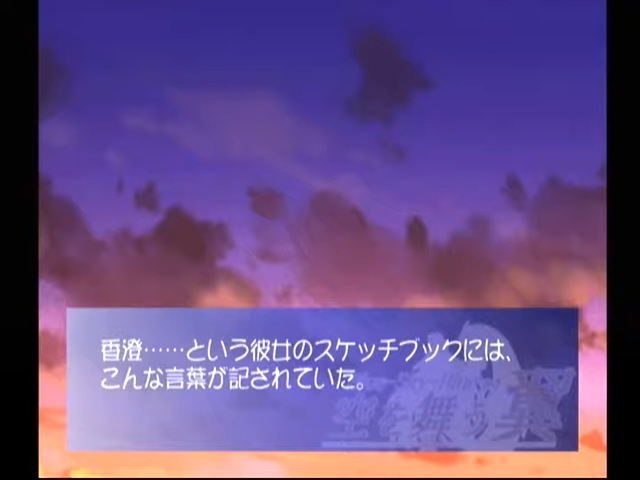 香澄……という彼女のスケッチブックには、
こんな言葉が記されていた。